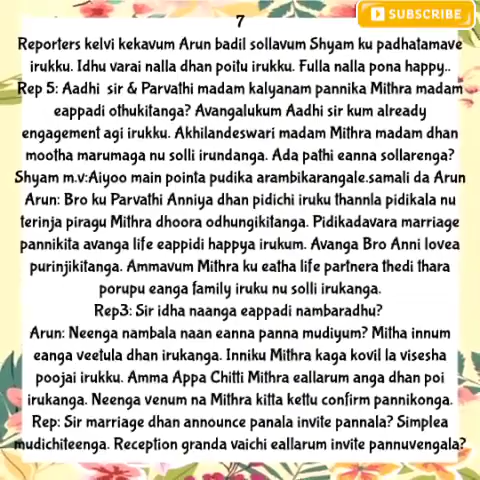 7
SUBSCRIBE
Reporters kelvi kekavum Arun badil sollavum Shyam ku padhatamave
irukku. Idhu varai nalla dhan poitu irukku. Fulla nalla pona happy..
Rep 5: Aadhi sir & Parvathi madam kalyanam pannika Mithra madam
eappadi othukitanga? Avangalukum Aadhi sir kum already
engagement agi irukku. Akhilandeswari madam Mithra madam dhan
mootha marumaga nu solli irundanga. Ada pathi eanna sollarenga?
Shyam m.v:Aiyoo main pointa pudika arambikarangale.samali da Arun
Arun: Bro ku Parvathi Anniya dhan pidichi iruku thannla pidikala nu
terinja piragu Mithra dhoora odhungikitanga. Pidikadavara marriage
pannikita avanga life eappidi happya irukum. Avanga Bro Anni lovea
purinjikitanga. Ammavum Mithra ku eatha life partnera thedi thara
porupu eanga family iruku nu solli irukanga.
Rep3: Sir idha naanga eappadi nambaradhu?
Arun: Neenga nambala naan eanna panna mudiyum? Mitha innum
eanga veetula dhan irukanga. Inniku Mithra kaga kovil la visesha
poojai irukku. Amma Appa Chitti Mithra eallarum anga dhan poi
irukanga. Neenga venum na Mithra kitta kettu confirm pannikonga.
Rep: Sir marriage dhan announce panala invite pannala? Simplea
mudichiteenga. Reception granda vaichi eallarum invite pannuvengala?